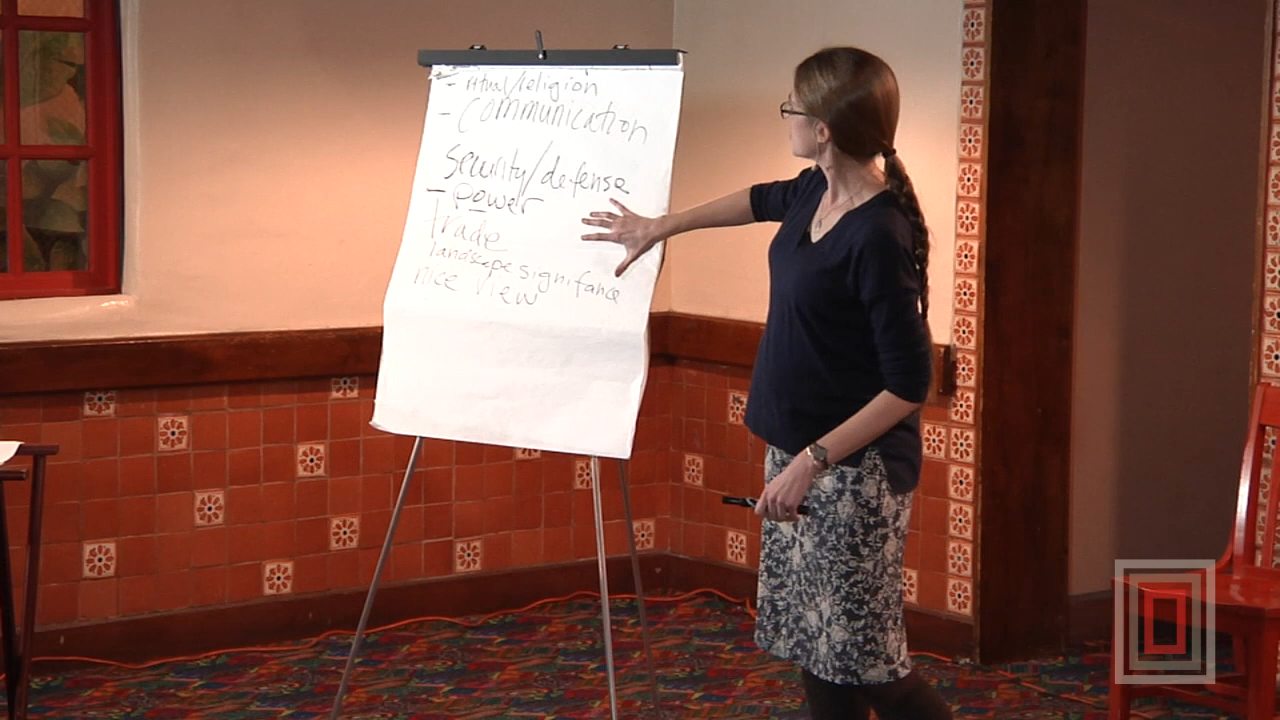 - ritual/religion
- communication
security/defense
- power
trade
landscape signifance
nice view